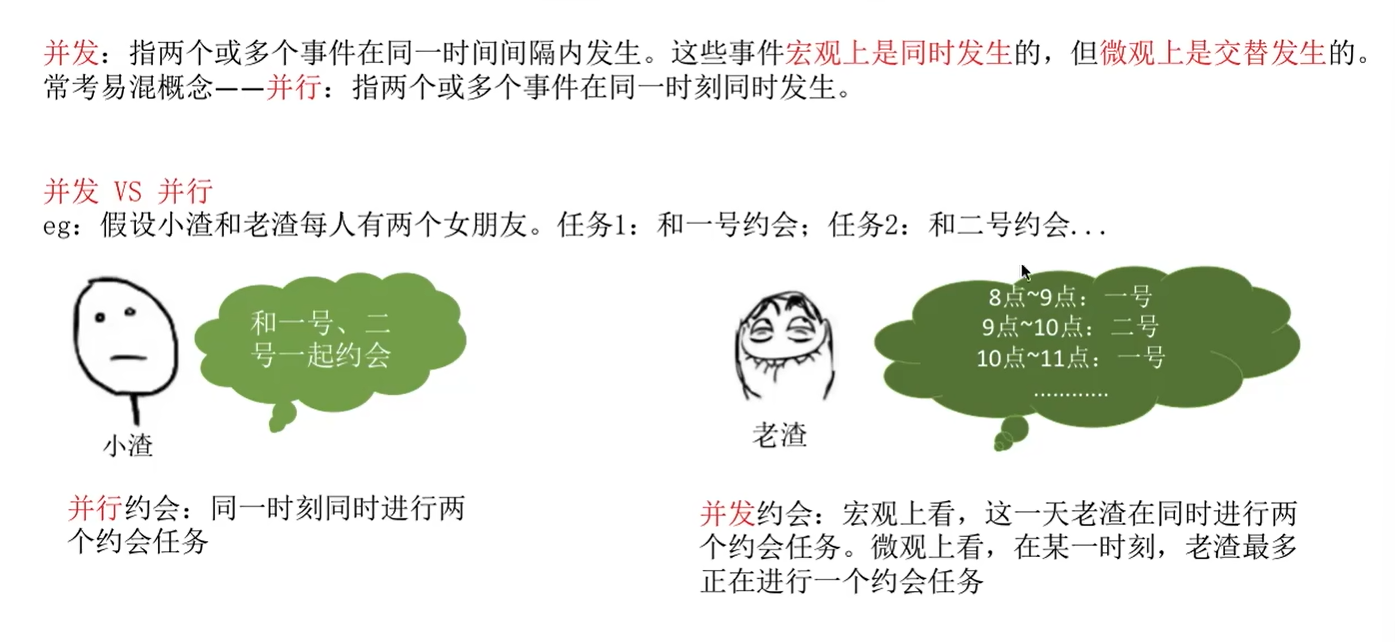 并发：指两个或多个事件在同一时间间隔内发生。这些事件宏观上是同时发生的，但微观上是交替发生的。
常考易混概念——并行：指两个或多个事件在同一时刻同时发生。
并发 VS 并行
eg：假设小渣和老渣每人有两个女朋友。任务1：和一号约会；任务2：和二号约会...
和一号、二
号一起约会
小渣
并行约会：同一时刻同时进行两
个约会任务
8点~9点：一号
9点~10点：二号
10点~11点：一号
............
老渣
并发约会：宏观上看，这一天老渣在同时进行两
个约会任务。微观上看，在某一时刻，老渣最多
正在进行一个约会任务